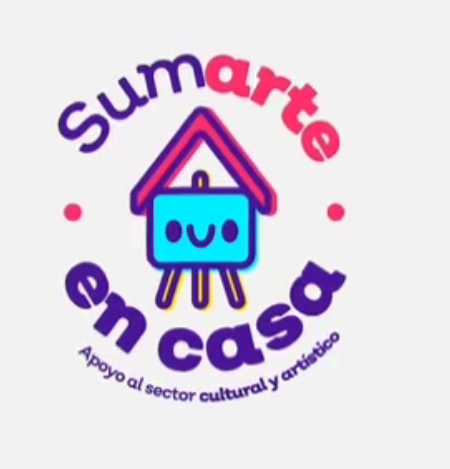 Sumarte
en casa
Apoyo al sector cultural y artístico